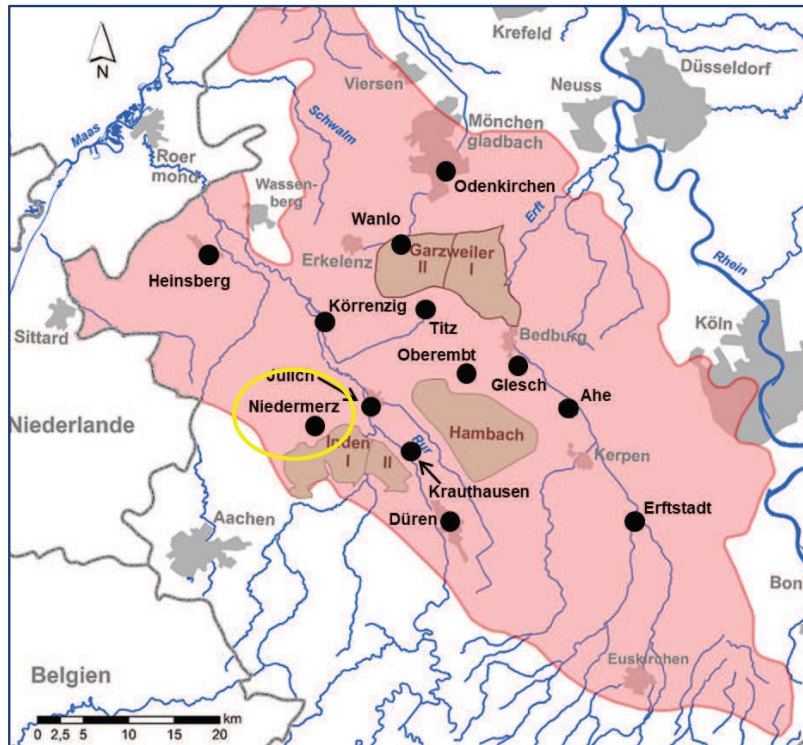 Krefeld
Düsseldorf
Neuss
Viersen
Mönchen
gladbach
Schwalm
Maas
N
Roer
mond
Wassen-
berg
Odenkirchen
Erft
Wanlo
Rhein
Erkelenz
Garzweiler
II
I
Heinsberg
Körrenzig
Titz
Bedburg
Köln
Sittard
Oberembt
Glesch
Jülich
Ahe
Niedermerz
Niederlande
Hambach
Inden
I
II
Rur
Kerpen
Krauthausen
Aachen
Düren
Erftstadt
Bon
Euskirchen
Belgien
km
0 2,5 5 10 15 20